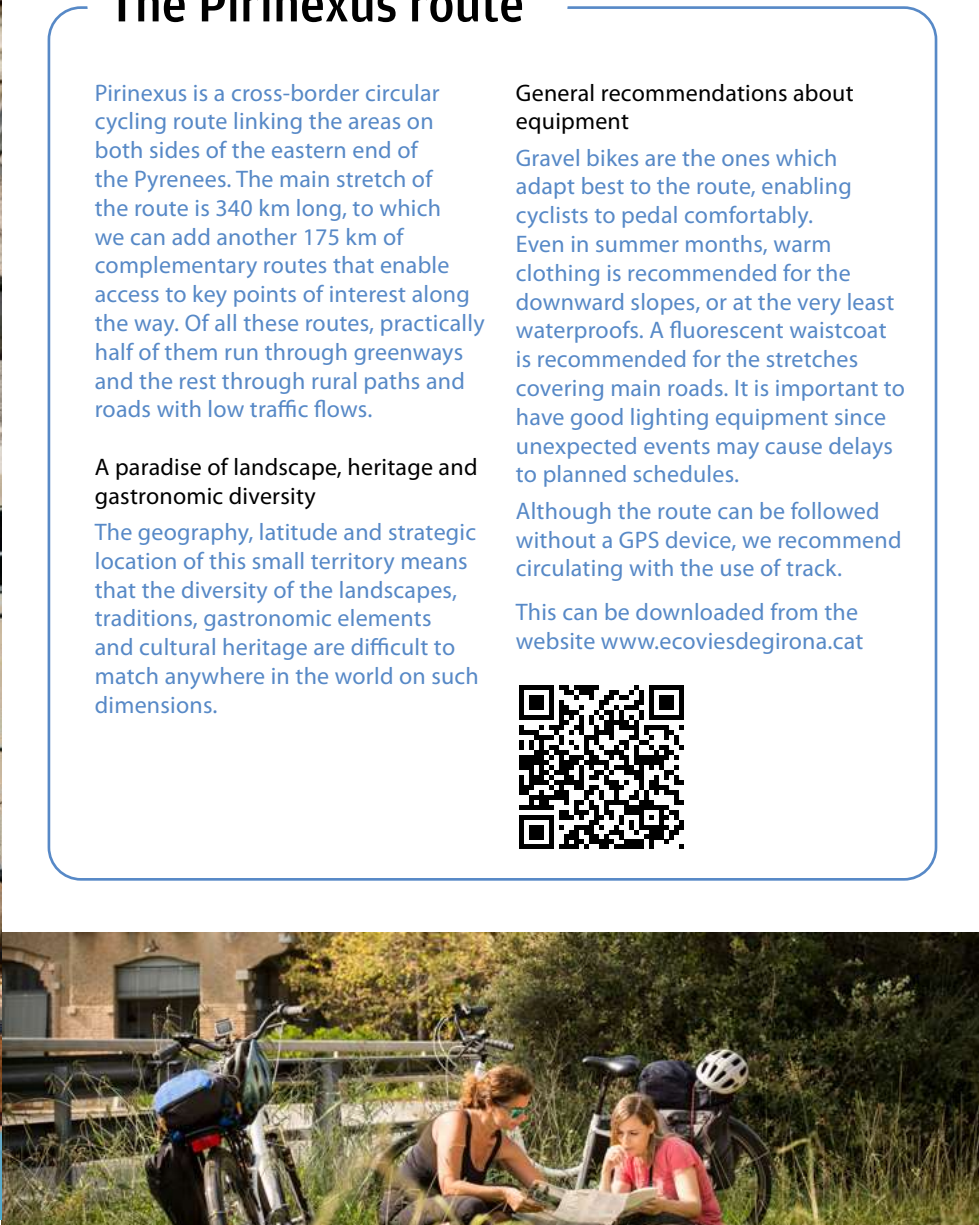 The Pirinexus route
Pirinexus is a cross-border circular
cycling route linking the areas on
both sides of the eastern end of
the Pyrenees. The main stretch of
the route is 340 km long, to which
we can add another 175 km of
complementary routes that enable
access to key points of interest along
the way. Of all these routes, practically
half of them run through greenways
and the rest through rural paths and
roads with low traffic flows.
A paradise of landscape, heritage and
gastronomic diversity
The geography, latitude and strategic
location of this small territory means
that the diversity of the landscapes,
traditions, gastronomic elements
and cultural heritage are difficult to
match anywhere in the world on such
dimensions.
General recommendations about
equipment
Gravel bikes are the ones which
adapt best to the route, enabling
cyclists to pedal comfortably.
Even in summer months, warm
clothing is recommended for the
downward slopes, or at the very least
waterproofs. A fluorescent waistcoat
is recommended for the stretches
covering main roads. It is important to
have good lighting equipment since
unexpected events may cause delays
to planned schedules.
Although the route can be followed
without a GPS device, we recommend
circulating with the use of track.
This can be downloaded from the
website www.ecoviesdegirona.cat